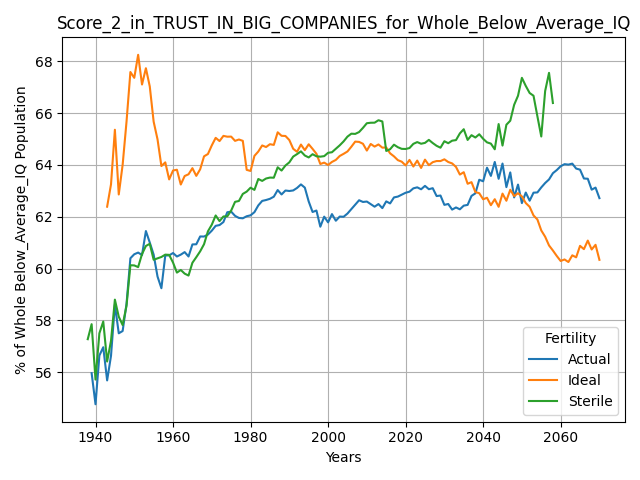 Score_2_in_TRUST_IN_BIG_COMPANIES_for_Whole_Below_Average_IQ
% of Whole Below_Average_IQ Population
68
66
64
62
60
58
56
1940
1960
1980
2000
2020
2040
2060
Years
Fertility
Actual
Ideal
Sterile